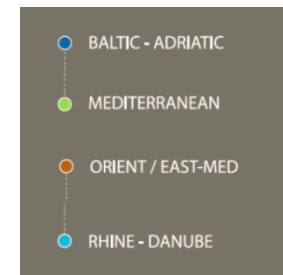 BALTIC - ADRIATIC
MEDITERRANEAN
ORIENT / EAST-MED
RHINE - DANUBE